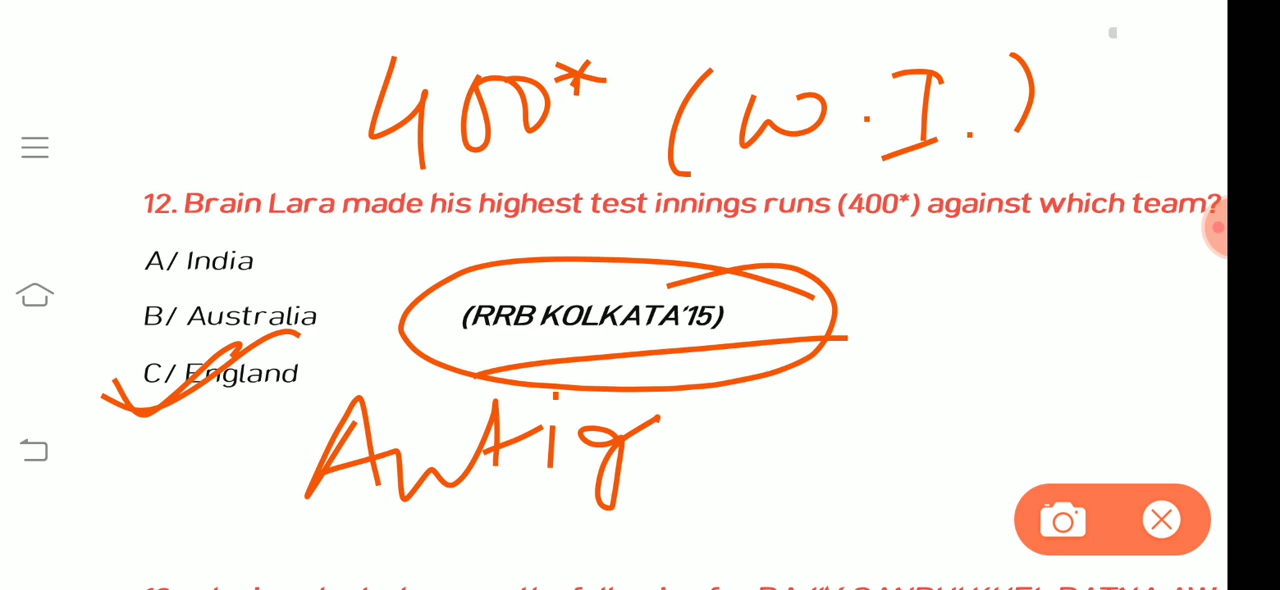 400* (W.I.)
12. Brain Lara made his highest test innings runs (400*) against which team?
A/ India
B/ Australia (RRB KOLKATA'15)
C/ England
Antig